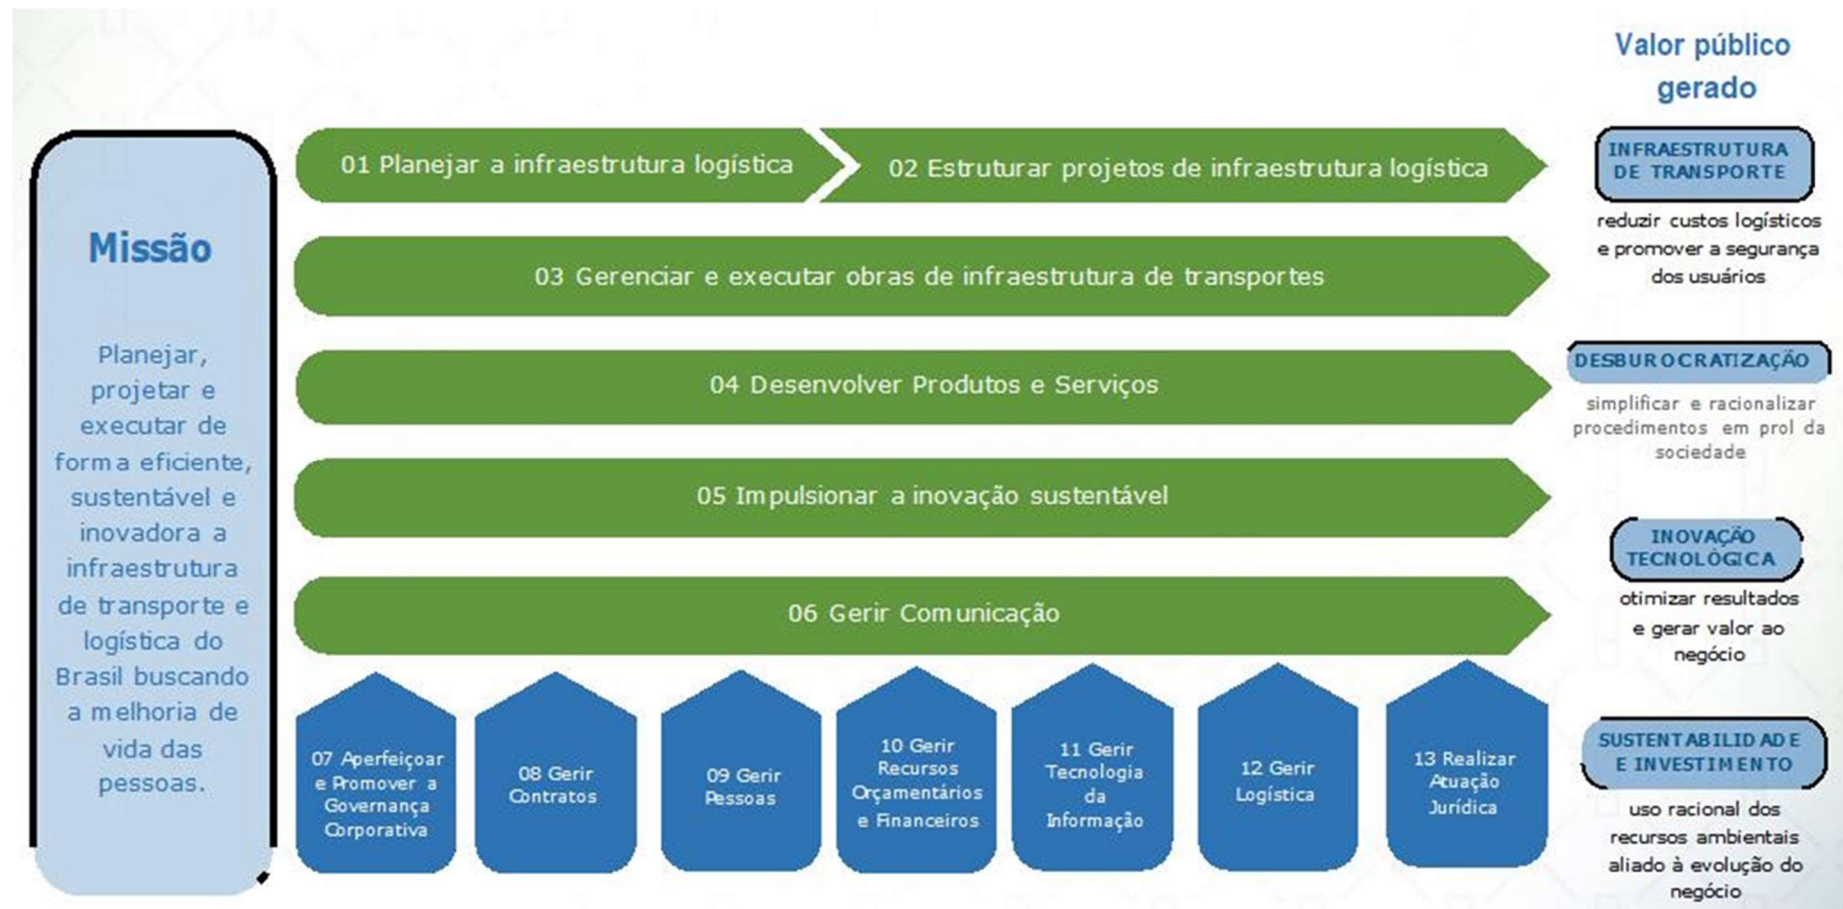 Missão
Planejar,
projetar e
executar de
forma eficiente,
sustentável e
inovadora a
infraestrutura
de transporte e
logística do
Brasil buscando
a melhoria de
vida das
pessoas.
01 Planejar a infraestrutura logística
02 Estruturar projetos de infraestrutura logística
03 Gerenciar e executar obras de infraestrutura de transportes
04 Desenvolver Produtos e Serviços
05 Impulsionar a inovação sustentável
06 Gerir Comunicação
07 Aperfeiçoar
e Promover a
Governança
Corporativa
08 Gerir
Contratos
09 Gerir
Pessoas
10 Gerir
Recursos
Orçamentários
e Financeiros
11 Gerir
Tecnologia
da
Informação
12 Gerir
Logística
13 Realizar
Atuação
Jurídica
Valor público
gerado
INFRAESTRUTURA
DE TRANSPORTE
reduzir custos logísticos
e promover a segurança
dos usuários
DESBUROCRATIZAÇÃO
simplificar e racionalizar
procedimentos em prol da
sociedade
INOVAÇÃO
TECNOLÓGICA
otimizar resultados
e gerar valor ao
negócio
SUSTENTABILIDADE
E INVESTIMENTO
uso racional dos
recursos ambientais
aliado à evolução do
negócio